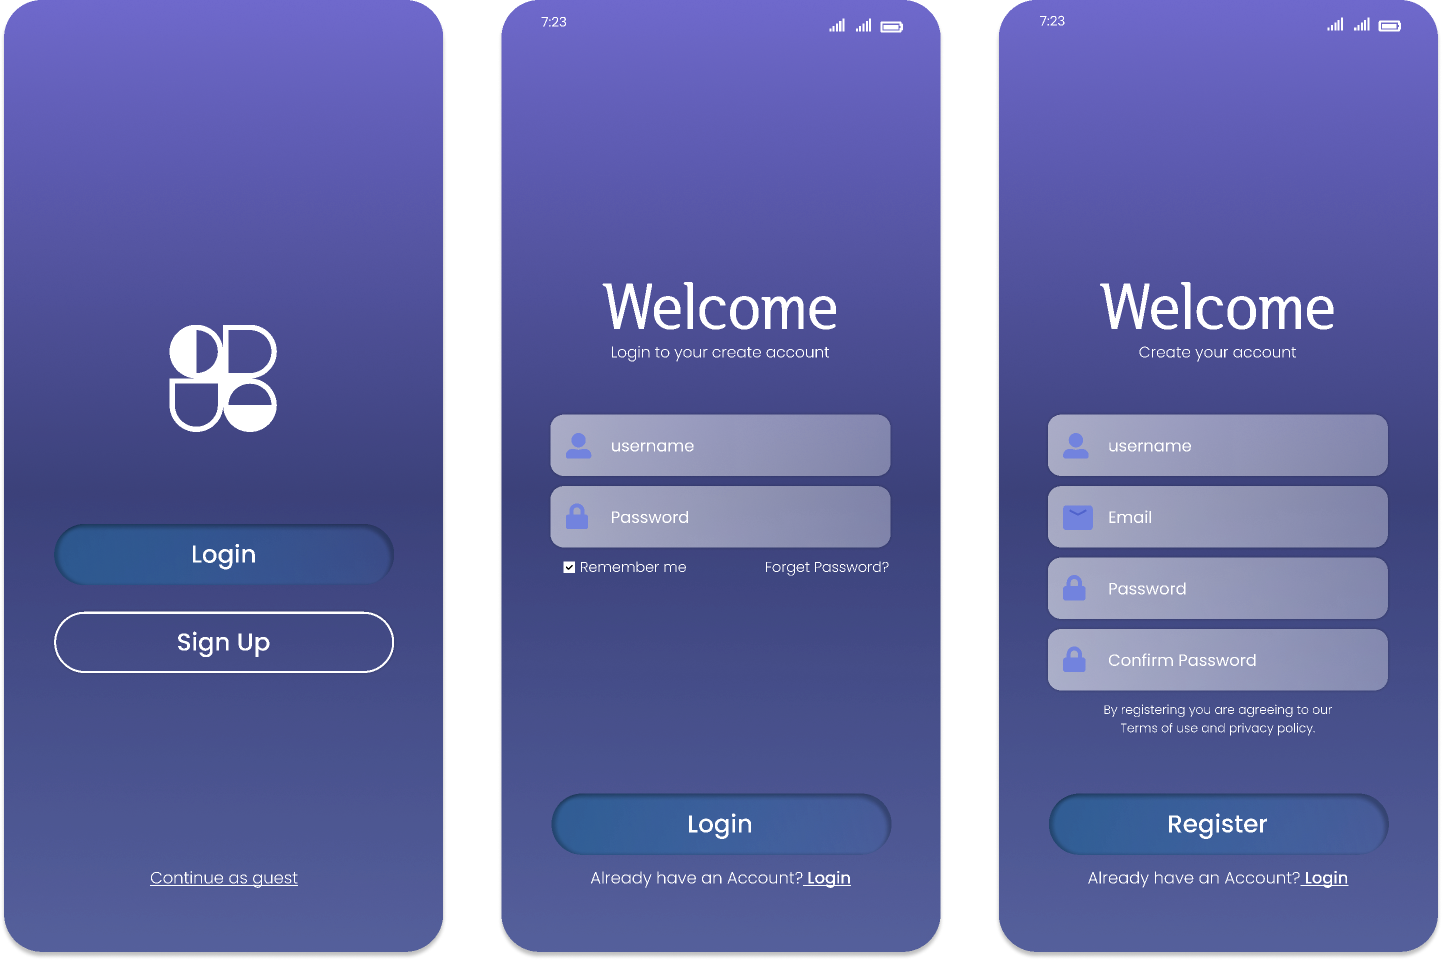 Login
Sign Up
Continue as guest
7:23
Welcome
Login to your create account
username
Password
Remember me
Forget Password?
Login
Already have an Account? Login
7:23
Welcome
Create your account
username
Email
Password
Confirm Password
By registering you are agreeing to our
Terms of use and privacy policy.
Register
Already have an Account? Login